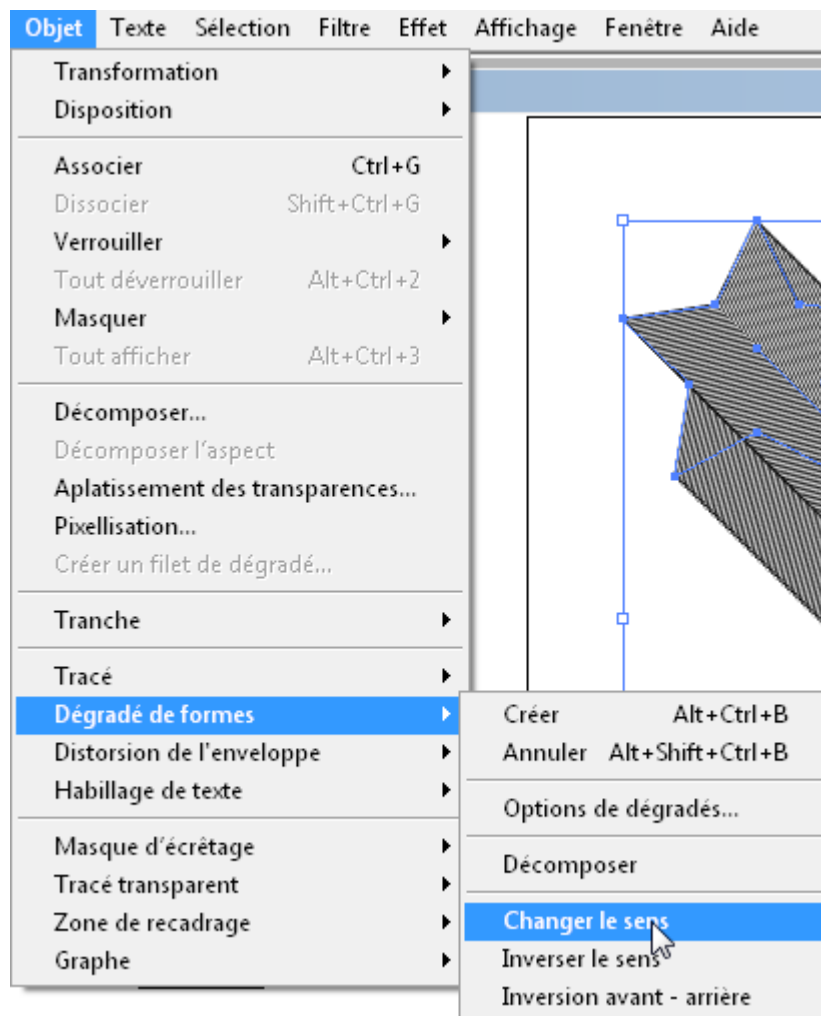 Objet Texte Sélection Filtre Effet Affichage Fenêtre Aide
Transformation
Disposition
Associer Ctrl+G
Dissocier Shift+Ctrl+G
Verrouiller
Tout déverrouiller Alt+Ctrl+2
Masquer
Tout afficher Alt+Ctrl+3
Décomposer...
Décomposer l'aspect
Aplatissement des transparences...
Pixellisation...
Créer un filet de dégradé...
Tranche
Tracé
Dégradé de formes
Distorsion de l'enveloppe
Habillage de texte
Masque d'écrêtage
Tracé transparent
Zone de recadrage
Graphe
Créer Alt+Ctrl+B
Annuler Alt+Shift+Ctrl+B
Options de dégradés...
Décomposer
Changer le sens
Inverser le sens
Inversion avant - arrière